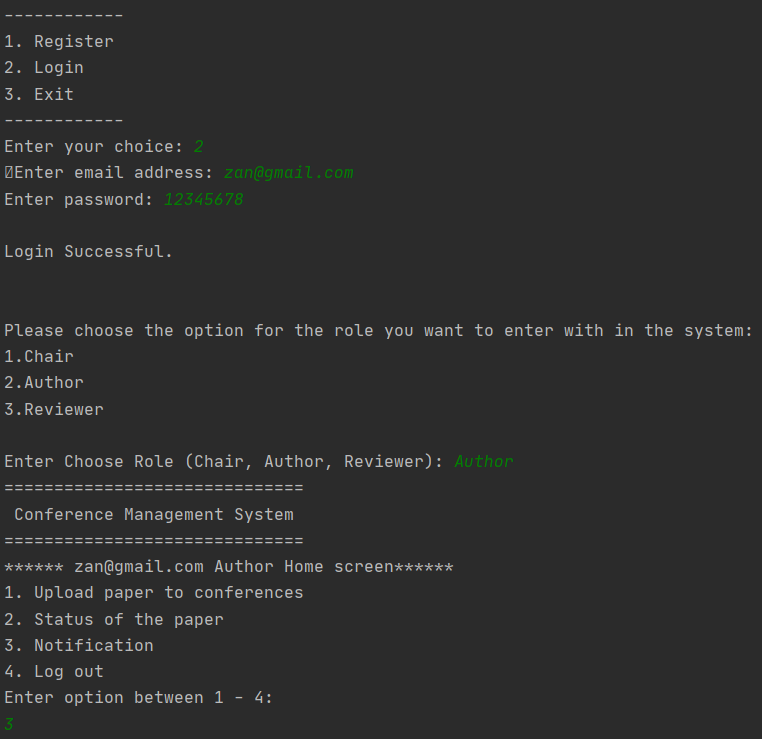 ------------
1. Register
2. Login
3. Exit
------------
Enter your choice: 2
Enter email address: zan@gmail.com
Enter password: 12345678
Login Successful.
Please choose the option for the role you want to enter with in the system:
1.Chair
2.Author
3.Reviewer
Enter Choose Role (Chair, Author, Reviewer): Author
==============================
 Conference Management System
==============================
****** zan@gmail.com Author Home screen******
1. Upload paper to conferences
2. Status of the paper
3. Notification
4. Log out
Enter option between 1 - 4:
3